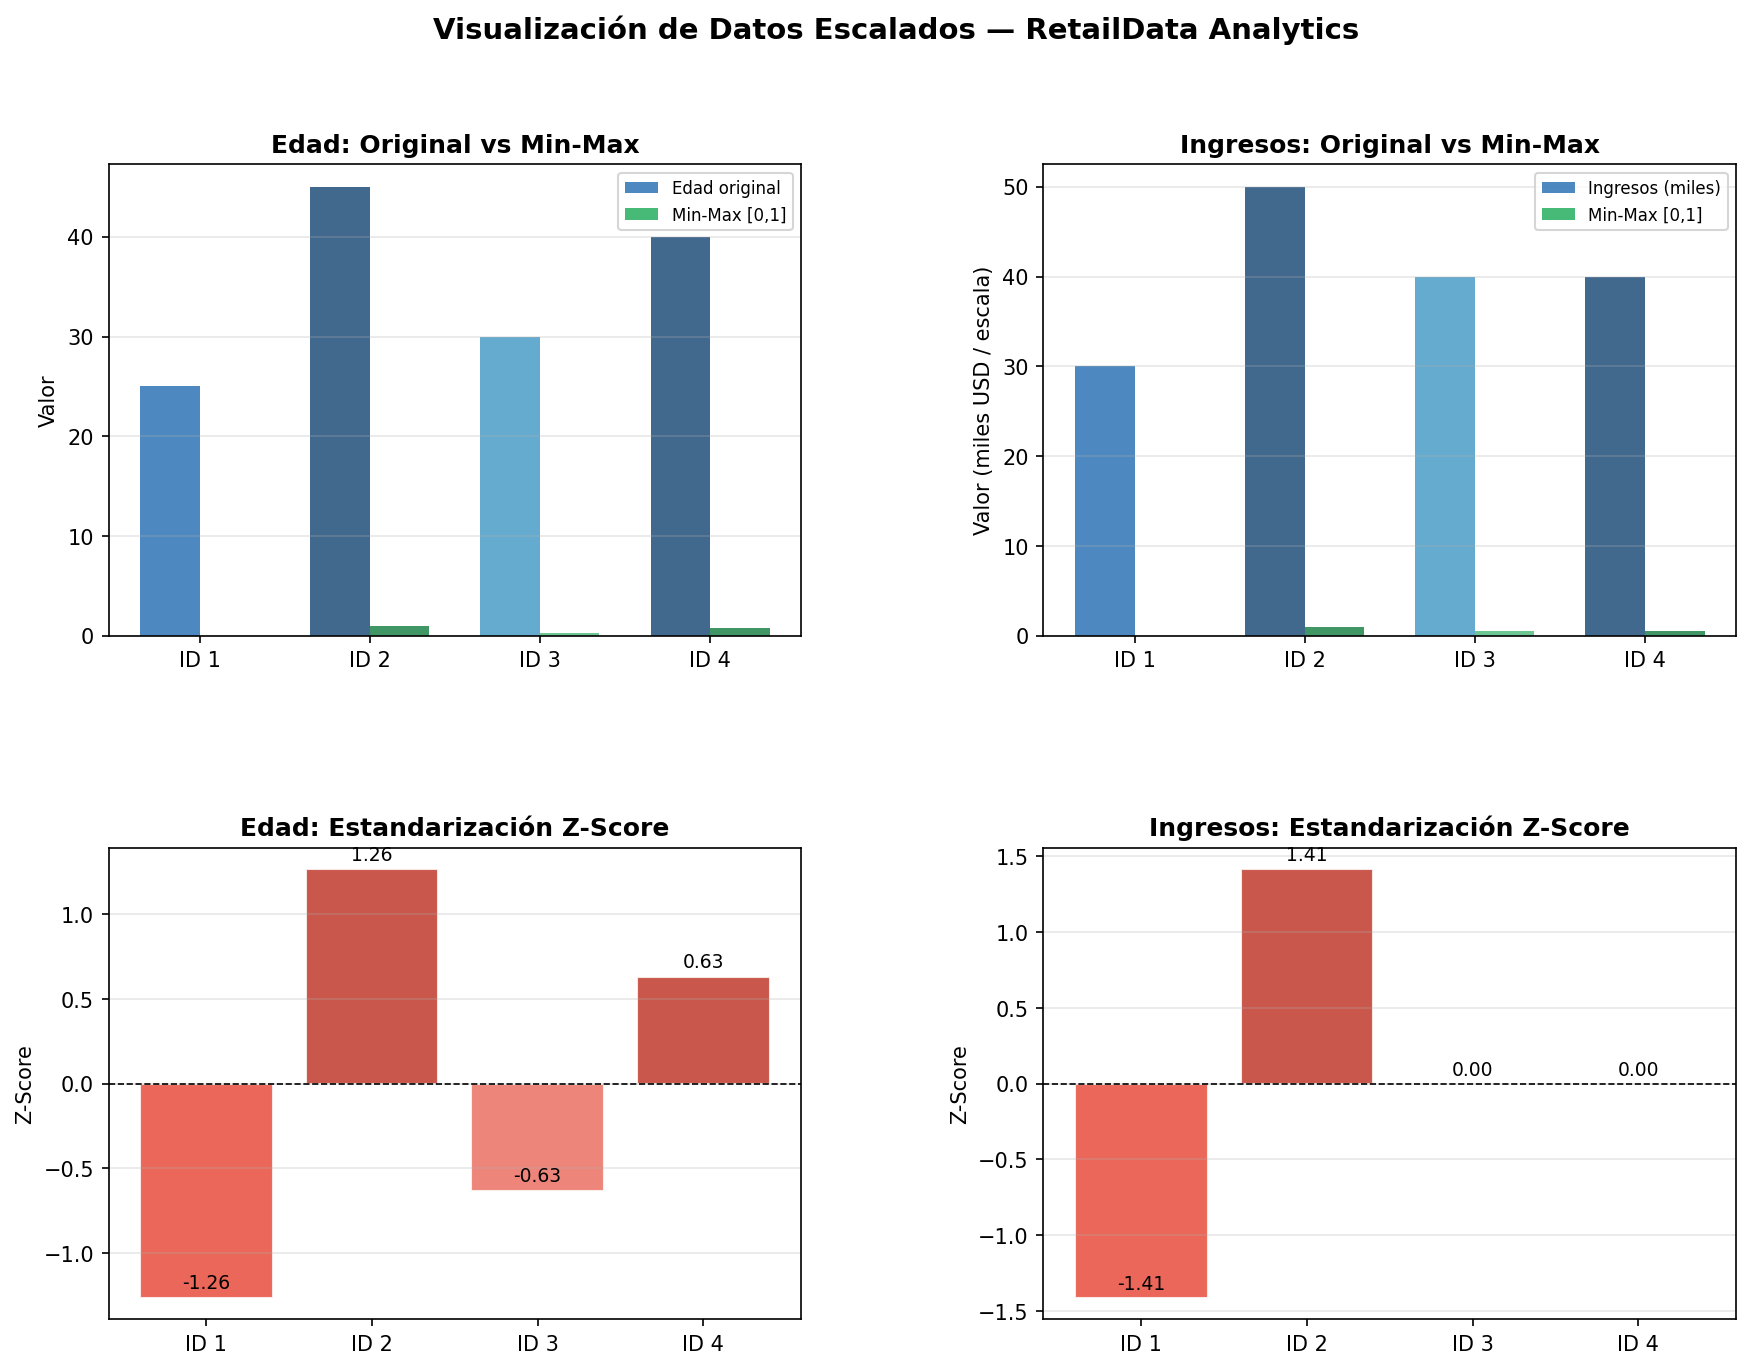 Visualización de Datos Escalados — RetailData Analytics
Edad: Original vs Min-Max
Edad original
Min-Max [0,1]
Valor
40
30
20
10
0
ID 1
ID 2
ID 3
ID 4
Ingresos: Original vs Min-Max
Ingresos (miles)
Min-Max [0,1]
Valor (miles USD / escala)
50
40
30
20
10
0
ID 1
ID 2
ID 3
ID 4
Edad: Estandarización Z-Score
Z-Score
1.0
0.5
0.0
−0.5
−1.0
-1.26
1.26
-0.63
0.63
ID 1
ID 2
ID 3
ID 4
Ingresos: Estandarización Z-Score
Z-Score
1.5
1.0
0.5
0.0
−0.5
−1.0
−1.5
-1.41
1.41
0.00
0.00
ID 1
ID 2
ID 3
ID 4